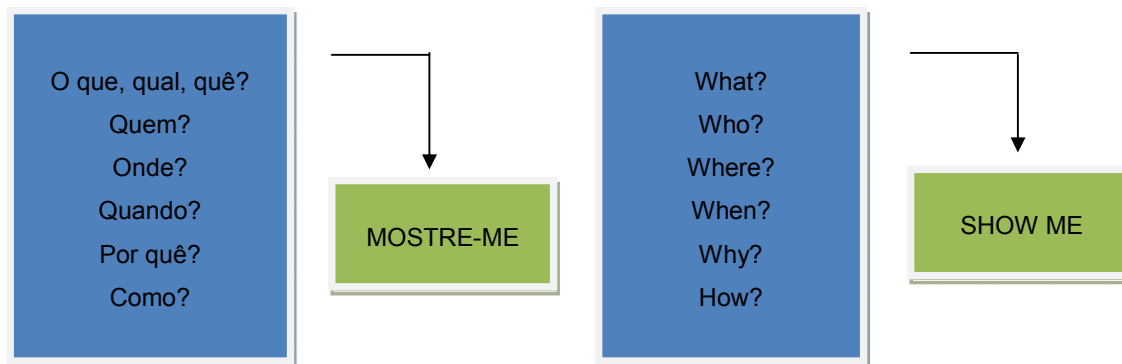 O que, qual, quê?
Quem?
Onde?
Quando?
Por quê?
Como?
MOSTRE-ME
What?
Who?
Where?
When?
Why?
How?
SHOW ME